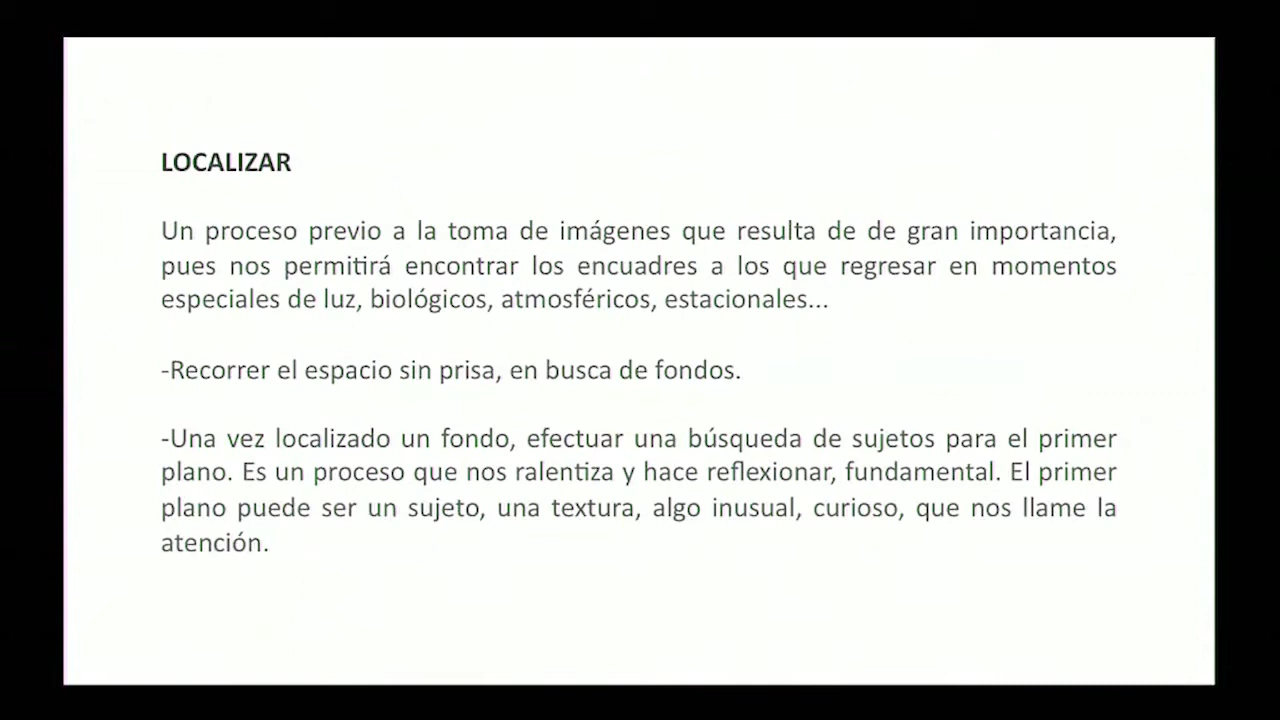 LOCALIZAR
Un proceso previo a la toma de imágenes que resulta de de gran importancia,
pues nos permitirá encontrar los encuadres a los que regresar en momentos
especiales de luz, biológicos, atmosféricos, estacionales...
-Recorrer el espacio sin prisa, en busca de fondos.
-Una vez localizado un fondo, efectuar una búsqueda de sujetos para el primer
plano. Es un proceso que nos ralentiza y hace reflexionar, fundamental. El primer
plano puede ser un sujeto, una textura, algo inusual, curioso, que nos llame la
atención.